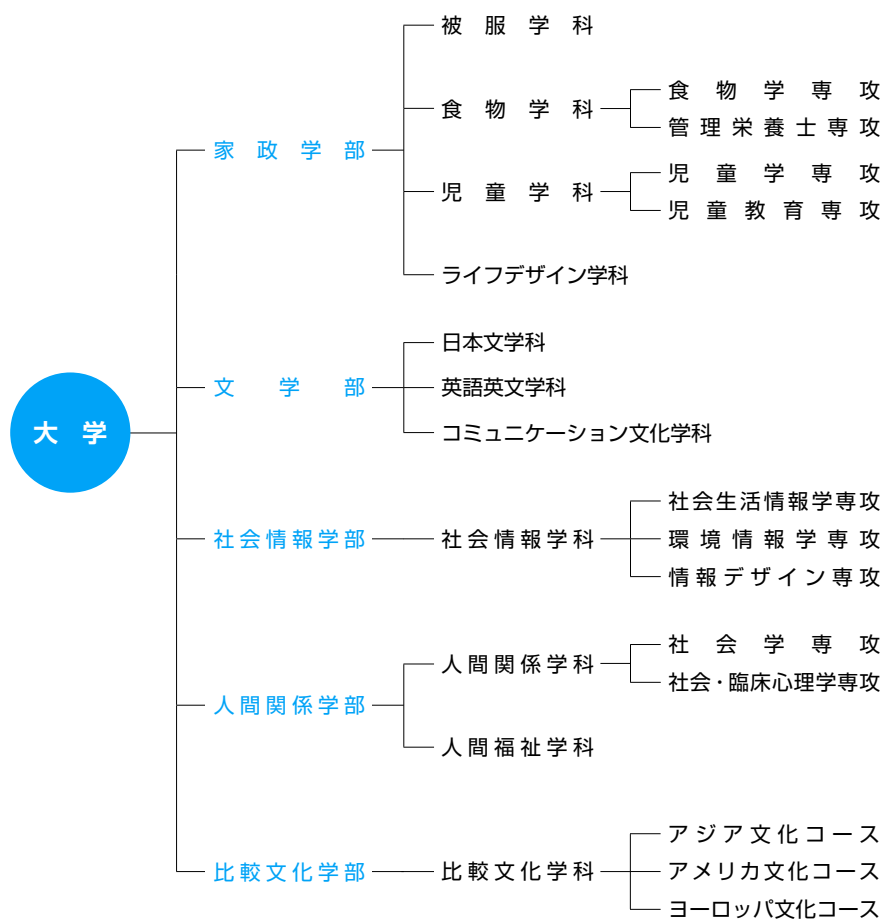 大学
家政学部
被服学科
食物学科
食物学専攻
管理栄養士専攻
児童学科
児童学専攻
児童教育専攻
ライフデザイン学科
文学部
日本文学科
英語英文学科
コミュニケーション文化学科
社会情報学部
社会情報学科
社会生活情報学専攻
環境情報学専攻
情報デザイン専攻
人間関係学部
人間関係学科
社会学専攻
社会・臨床心理学専攻
人間福祉学科
比較文化学部
比較文化学科
アジア文化コース
アメリカ文化コース
ヨーロッパ文化コース